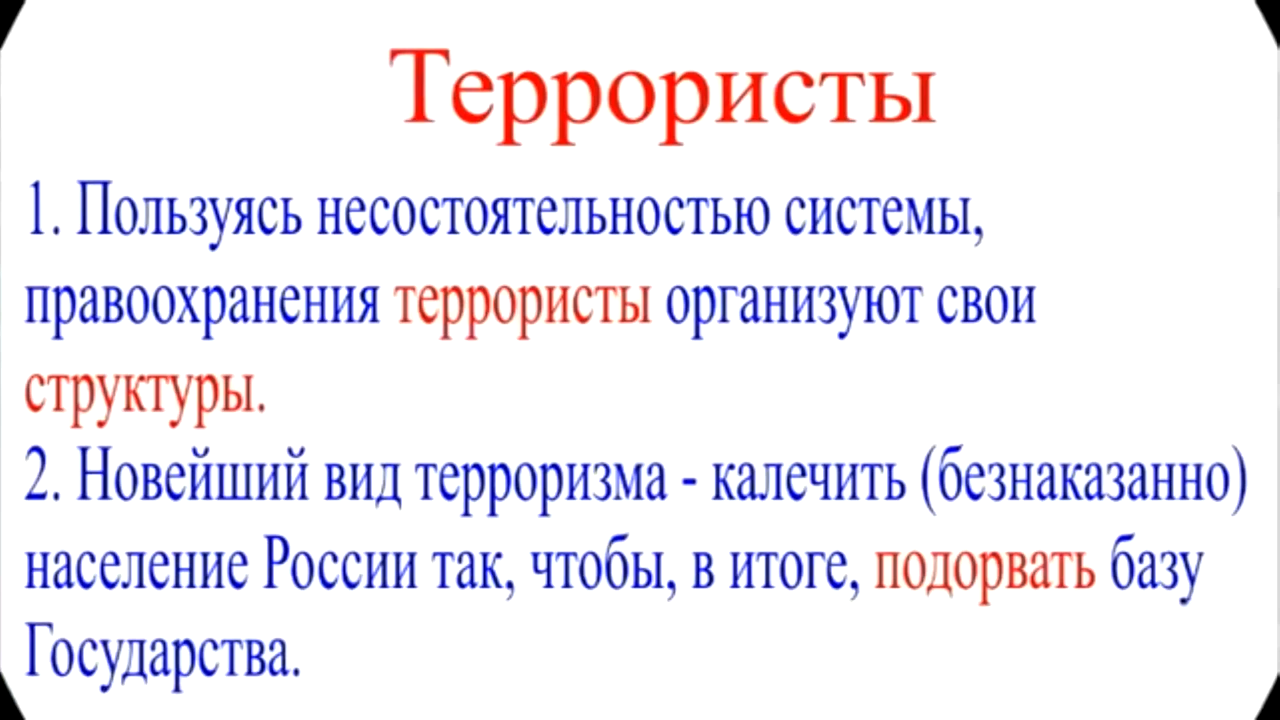 Террористы
1. Пользуясь несостоятельностью системы,
правоохранения террористы организуют свои
структуры.
2. Новейший вид терроризма - калечить (безнаказанно)
население России так, чтобы, в итоге, подорвать базу
Государства.